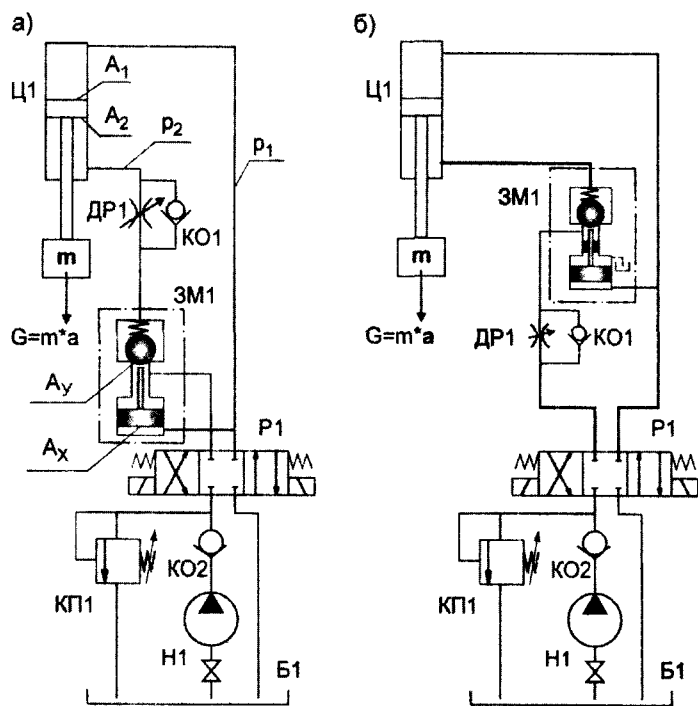 а)
Ц1
A₁
A₂
p₂
p₁
ДР1
КО1
m
ЗМ1
G=m*a
Aу
Aх
Р1
КО2
КП1
Н1
Б1
б)
Ц1
ЗМ1
m
G=m*a
ДР1
КО1
Р1
КО2
КП1
Н1
Б1